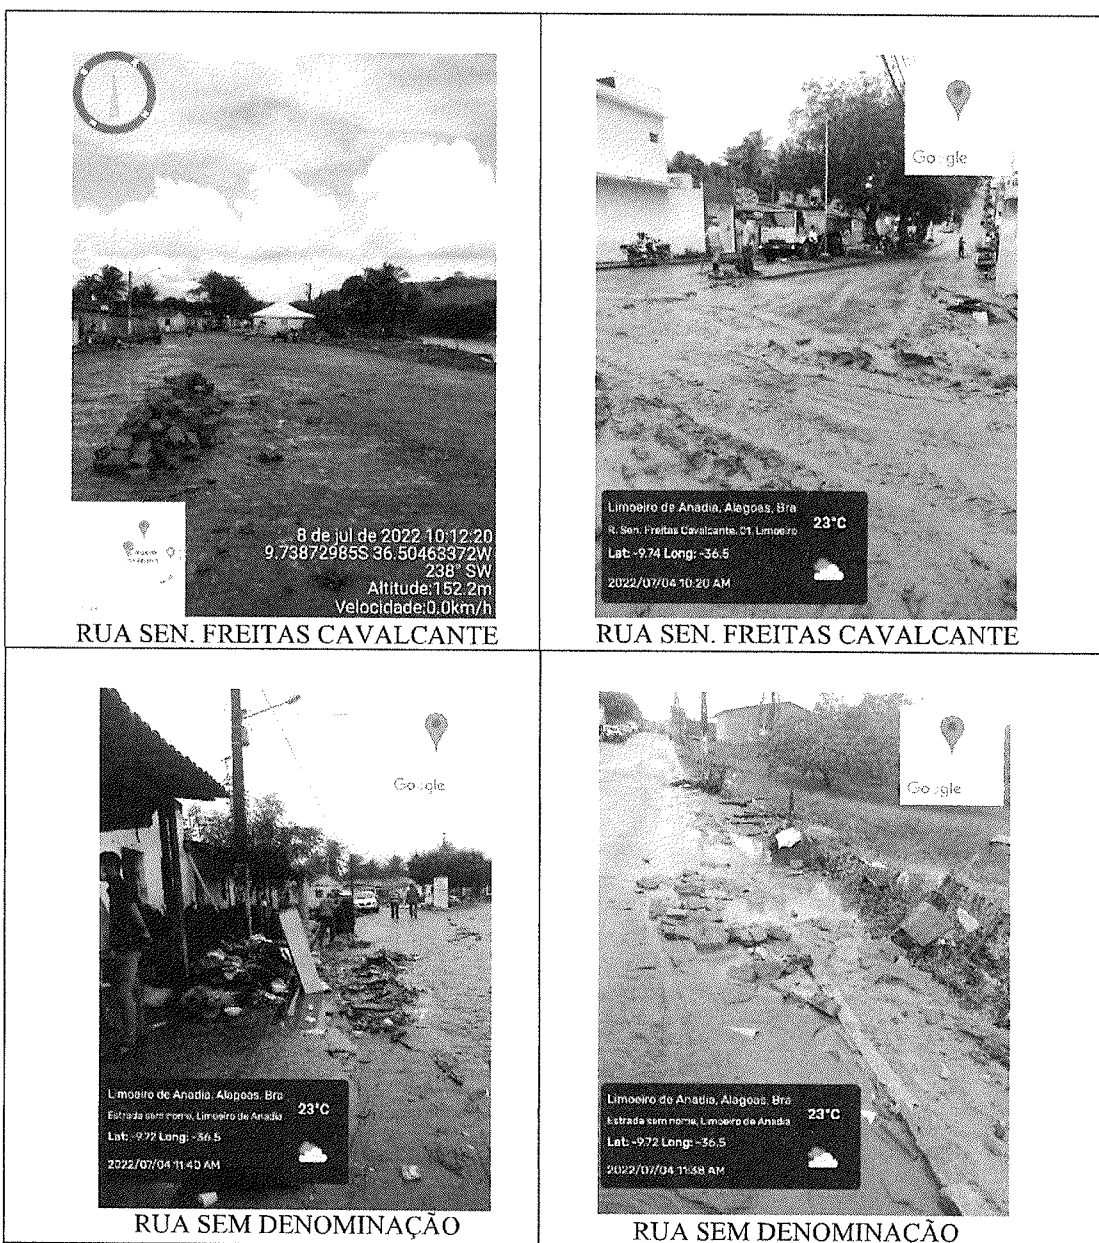 8 de jul de 2022 10:12:20
9.73872985S 36.50463372W
238° SW
Altitude:152.2m
Velocidade:0.0km/h
RUA SEN. FREITAS CAVALCANTE
Google
Limoeiro de Anadia, Alagoas, Bra
R. Sen. Freitas Cavalcante, 01, Limoeiro
23°C
Lat: -9.74 Long: -36.5
2022/07/04 10:20 AM
RUA SEN. FREITAS CAVALCANTE
Google
Limoeiro de Anadia, Alagoas, Bra
Estrada sem nome, Limoeiro de Anadia
23°C
Lat: -9.72 Long: -36.5
2022/07/04 11:40 AM
RUA SEM DENOMINAÇÃO
Google
Limoeiro de Anadia, Alagoas, Bra
Estrada sem nome, Limoeiro de Anadia
23°C
Lat: -9.72 Long: -36.5
2022/07/04 11:38 AM
RUA SEM DENOMINAÇÃO